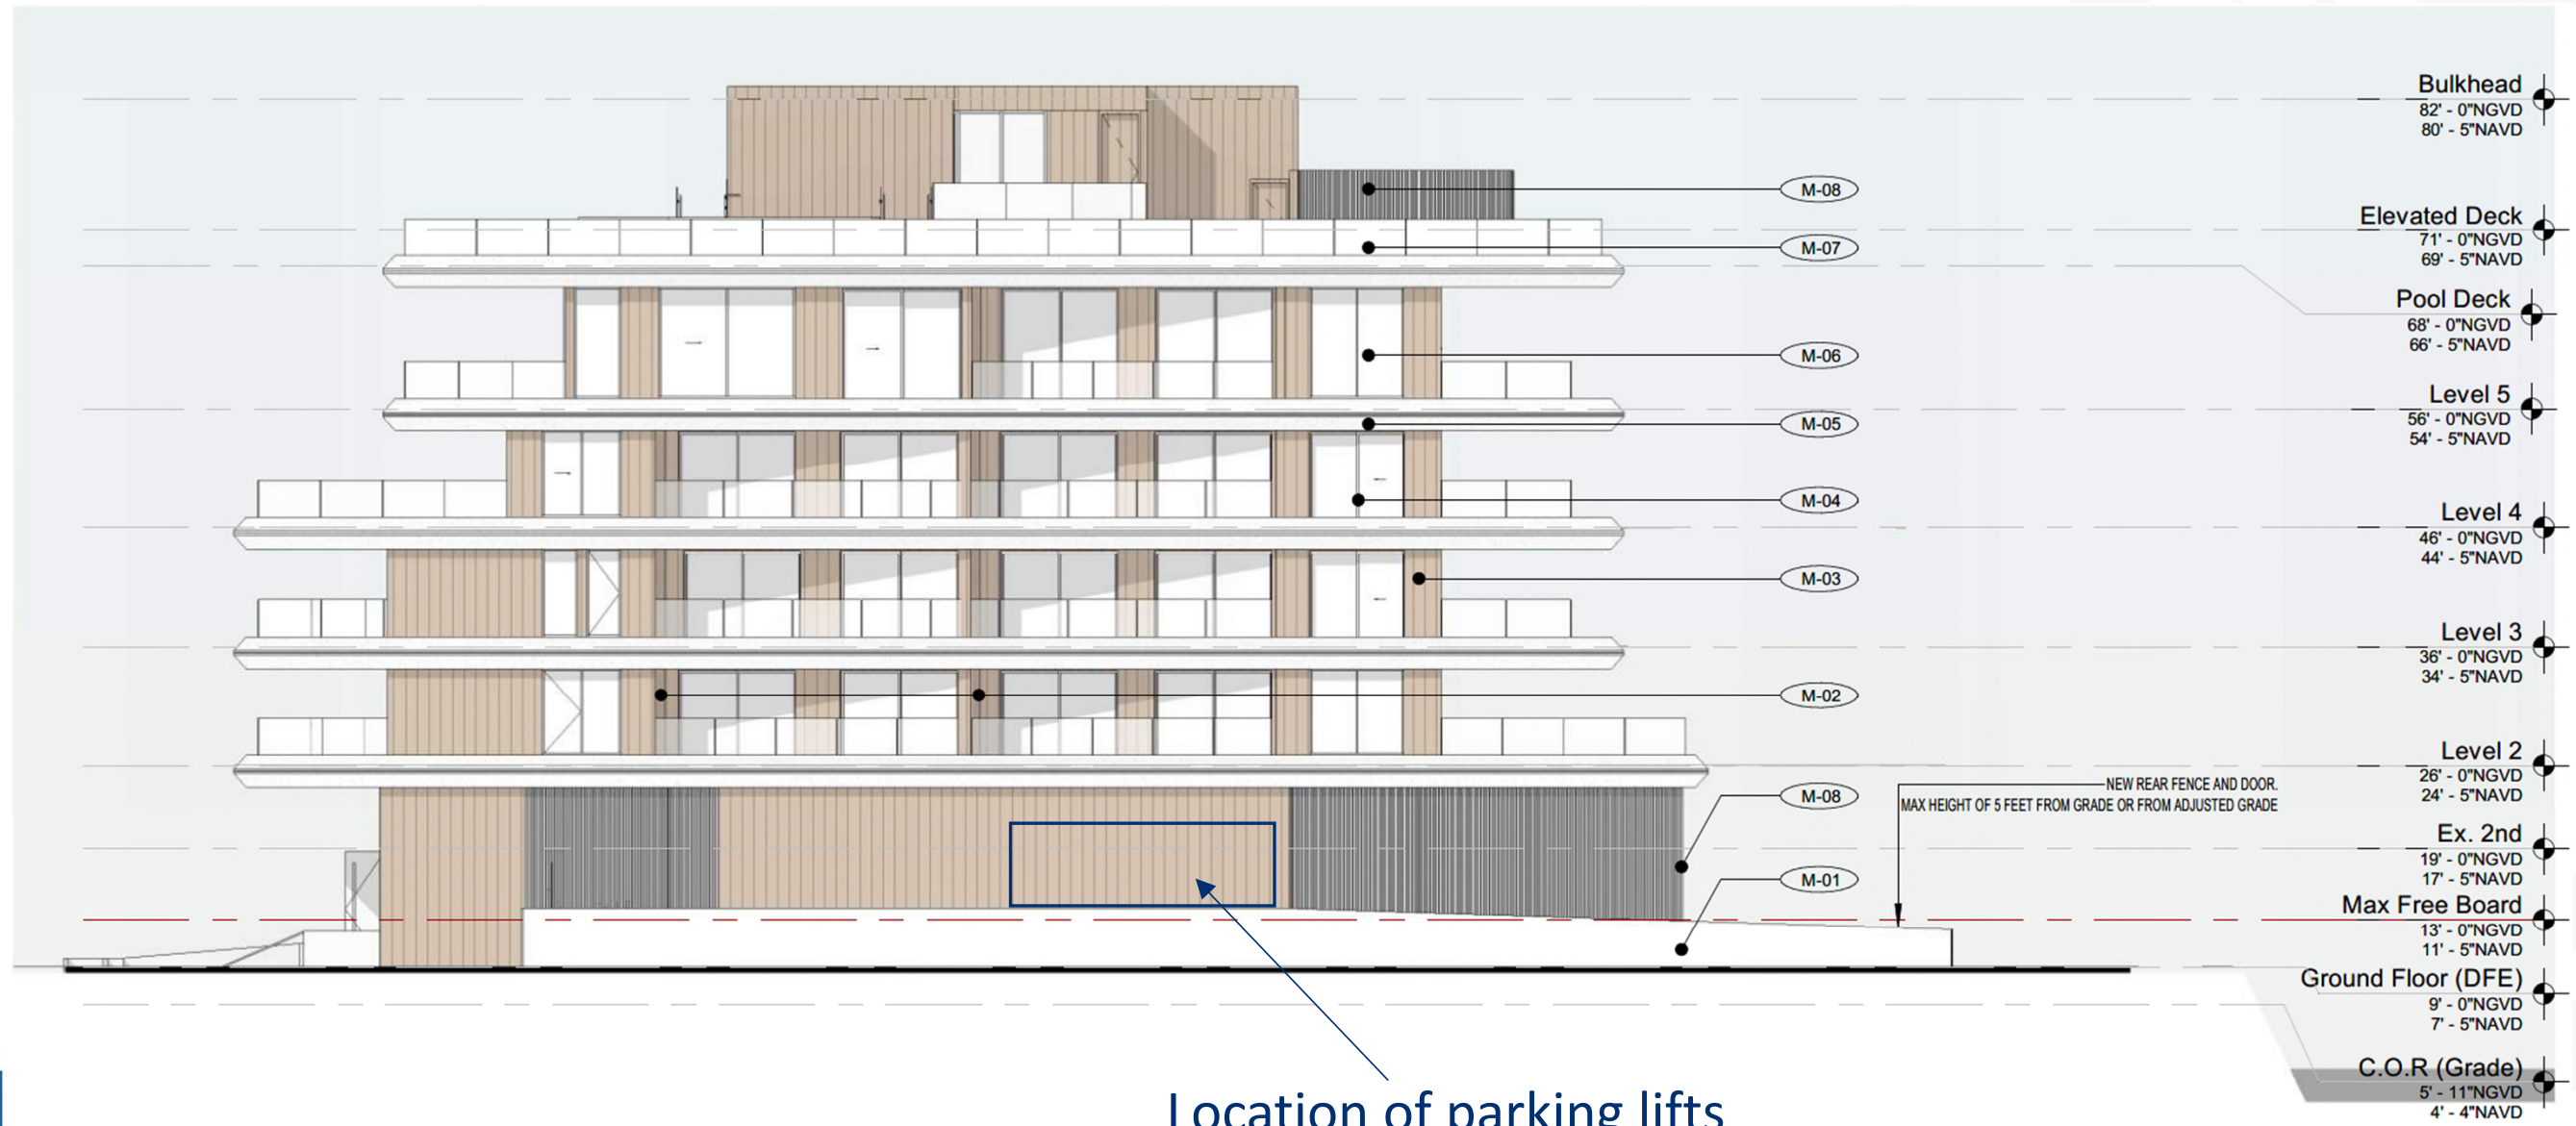 Bulkhead
82' - 0"NGVD
80' - 5"NAVD
M-08
Elevated Deck
71' - 0"NGVD
69' - 5"NAVD
M-07
Pool Deck
68' - 0"NGVD
66' - 5"NAVD
M-06
Level 5
56' - 0"NGVD
54' - 5"NAVD
M-05
M-04
Level 4
46' - 0"NGVD
44' - 5"NAVD
M-03
Level 3
36' - 0"NGVD
34' - 5"NAVD
M-02
Level 2
26' - 0"NGVD
24' - 5"NAVD
NEW REAR FENCE AND DOOR.
MAX HEIGHT OF 5 FEET FROM GRADE OR FROM ADJUSTED GRADE
M-08
Ex. 2nd
19' - 0"NGVD
17' - 5"NAVD
M-01
Max Free Board
13' - 0"NGVD
11' - 5"NAVD
Ground Floor (DFE)
9' - 0"NGVD
7' - 5"NAVD
C.O.R (Grade)
5' - 11"NGVD
4' - 4"NAVD
Location of parking lifts